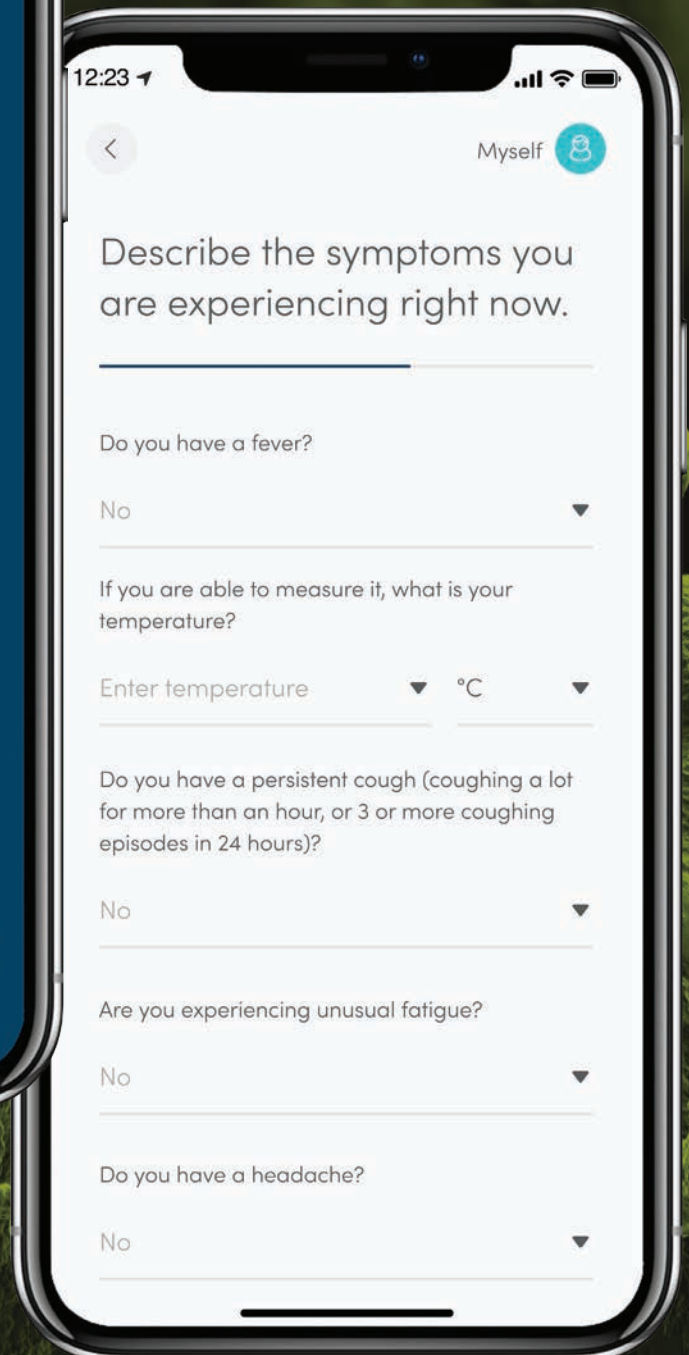 12:23
Myself
Describe the symptoms you
are experiencing right now.
Do you have a fever?
No
If you are able to measure it, what is your
temperature?
Enter temperature °C
Do you have a persistent cough (coughing a lot
for more than an hour, or 3 or more coughing
episodes in 24 hours)?
No
Are you experiencing unusual fatigue?
No
Do you have a headache?
No